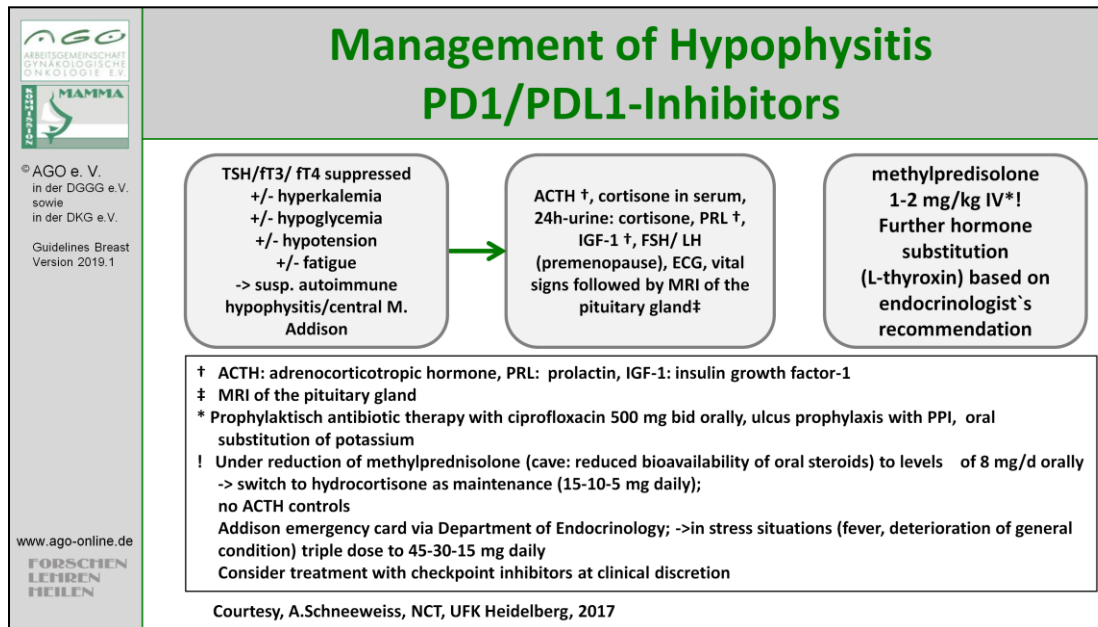 AGO
ARBEITSGEMEINSCHAFT
GYNÄKOLOGISCHE
ONKOLOGIE E.V.
KOMMISSION
MAMMA
© AGO e. V.
in der DGGG e.V.
sowie
in der DKG e.V.
Guidelines Breast
Version 2019.1
www.ago-online.de
FORSCHEN
LEHREN
HEILEN
Management of Hypophysitis
PD1/PDL1-Inhibitors
TSH/fT3/ fT4 suppressed
+/- hyperkalemia
+/- hypoglycemia
+/- hypotension
+/- fatigue
-> susp. autoimmune
hypophysitis/central M.
Addison
ACTH †, cortisone in serum,
24h-urine: cortisone, PRL †,
IGF-1 †, FSH/ LH
(premenopause), ECG, vital
signs followed by MRI of the
pituitary gland‡
methylpredisolone
1-2 mg/kg IV*!
Further hormone
substitution
(L-thyroxin) based on
endocrinologist`s
recommendation
† ACTH: adrenocorticotropic hormone, PRL: prolactin, IGF-1: insulin growth factor-1
‡ MRI of the pituitary gland
* Prophylaktisch antibiotic therapy with ciprofloxacin 500 mg bid orally, ulcus prophylaxis with PPI, oral
substitution of potassium
! Under reduction of methylprednisolone (cave: reduced bioavailability of oral steroids) to levels of 8 mg/d orally
-> switch to hydrocortisone as maintenance (15-10-5 mg daily);
no ACTH controls
Addison emergency card via Department of Endocrinology; ->in stress situations (fever, deterioration of general
condition) triple dose to 45-30-15 mg daily
Consider treatment with checkpoint inhibitors at clinical discretion
Courtesy, A.Schneeweiss, NCT, UFK Heidelberg, 2017